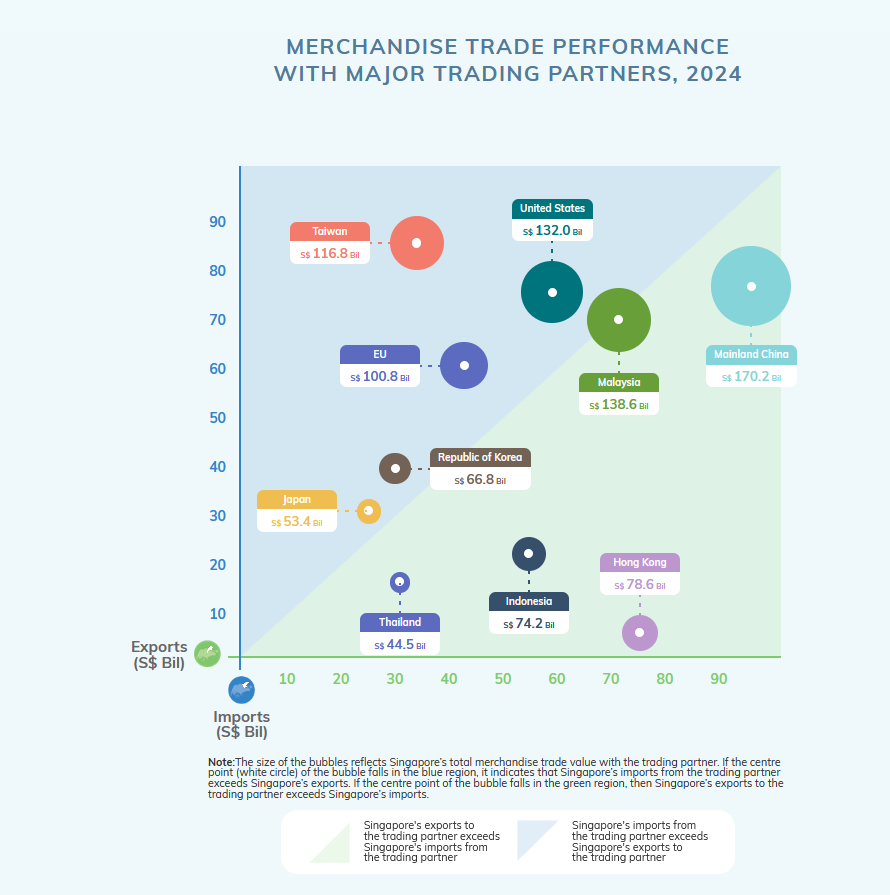 MERCHANDISE TRADE PERFORMANCE
WITH MAJOR TRADING PARTNERS, 2024
United States
S$ 132.0 Bil
Taiwan
S$ 116.8 Bil
EU
S$ 100.8 Bil
Mainland China
S$ 170.2 Bil
Malaysia
S$ 138.6 Bil
Republic of Korea
S$ 66.8 Bil
Japan
S$ 53.4 Bil
Hong Kong
S$ 78.6 Bil
Indonesia
S$ 74.2 Bil
Thailand
S$ 44.5 Bil
90
80
70
60
50
40
30
20
10
Exports
(S$ Bil)
10 20 30 40 50 60 70 80 90
Imports
(S$ Bil)
Note:The size of the bubbles reflects Singapore's total merchandise trade value with the trading partner. If the centre
point (white circle) of the bubble falls in the blue region, it indicates that Singapore's imports from the trading partner
exceeds Singapore's exports. If the centre point of the bubble falls in the green region, then Singapore's exports to the
trading partner exceeds Singapore's imports.
Singapore's exports to
the trading partner exceeds
Singapore's imports from
the trading partner
Singapore's imports from
the trading partner exceeds
Singapore's exports to
the trading partner